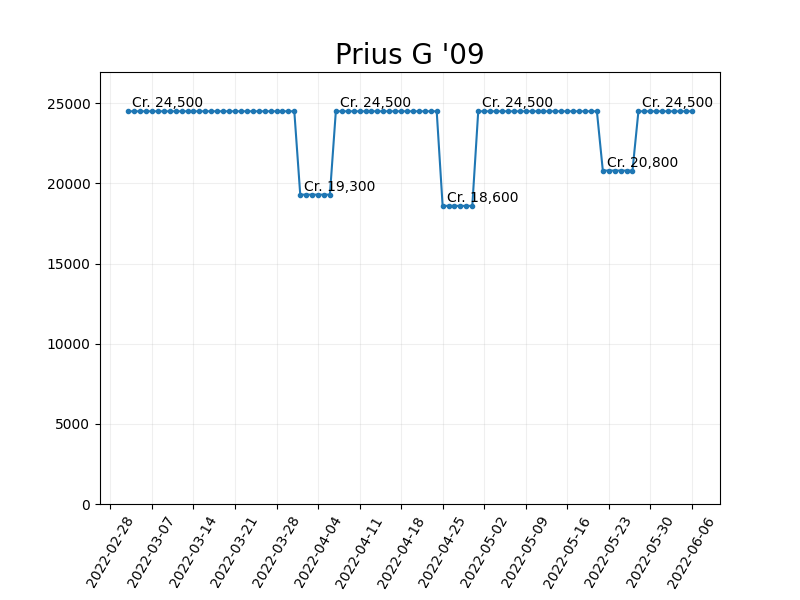 Prius G '09
25000
20000
15000
10000
5000
0
Cr. 24,500
Cr. 19,300
Cr. 24,500
Cr. 18,600
Cr. 24,500
Cr. 20,800
Cr. 24,500
2022-02-28
2022-03-07
2022-03-14
2022-03-21
2022-03-28
2022-04-04
2022-04-11
2022-04-18
2022-04-25
2022-05-02
2022-05-09
2022-05-16
2022-05-23
2022-05-30
2022-06-06